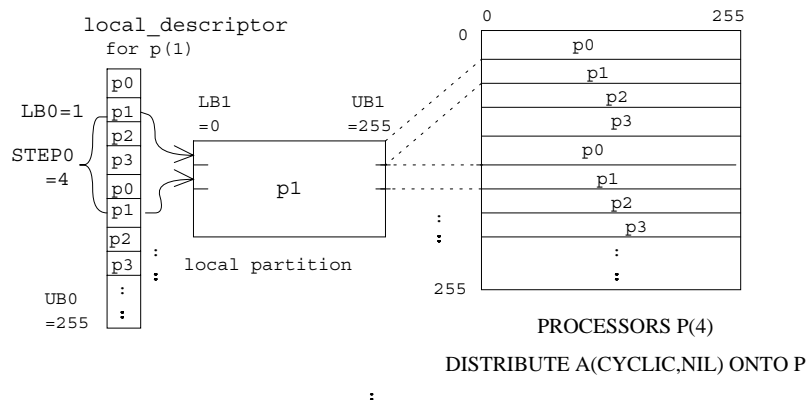 local_descriptor
for p(1)
p0
p1
p2
p3
p0
p1
p2
p3
LB0=1
STEP0
=4
UB0
=255
LB1
=0
UB1
=255
p1
local partition
0 255
0
p0
p1
p2
p3
p0
p1
p2
p3
255
PROCESSORS P(4)
DISTRIBUTE A(CYCLIC,NIL) ONTO P